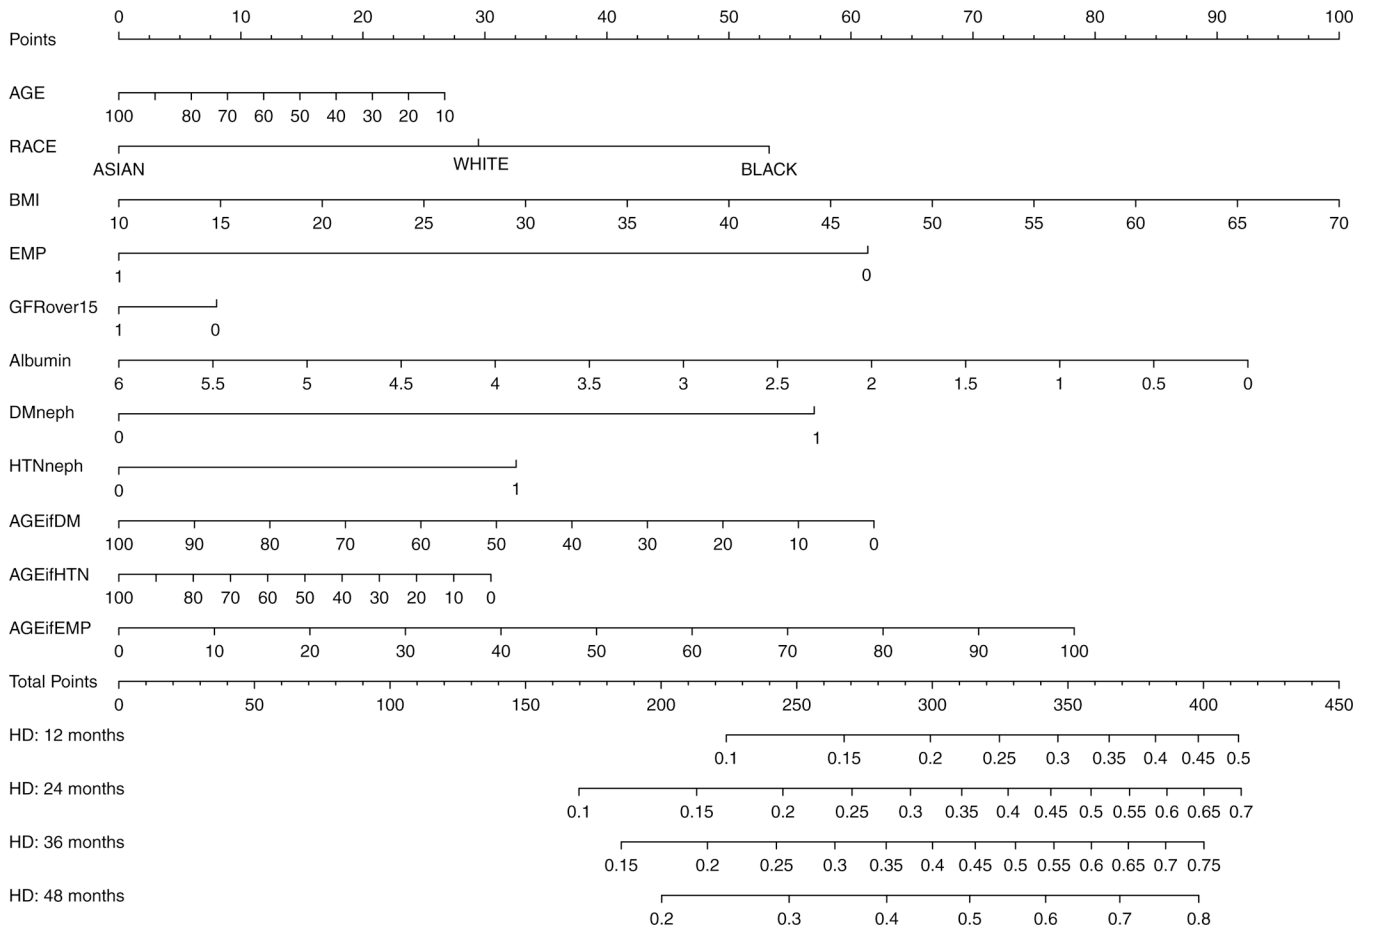 0 10 20 30 40 50 60 70 80 90 100
Points
AGE
100 80 70 60 50 40 30 20 10
RACE
ASIAN WHITE BLACK
BMI
10 15 20 25 30 35 40 45 50 55 60 65 70
EMP
1 0
GFRover15
1 0
Albumin
6 5.5 5 4.5 4 3.5 3 2.5 2 1.5 1 0.5 0
DMneph
0 1
HTNneph
0 1
AGEifDM
100 90 80 70 60 50 40 30 20 10 0
AGEifHTN
100 80 70 60 50 40 30 20 10 0
AGEifEMP
0 10 20 30 40 50 60 70 80 90 100
Total Points
0 50 100 150 200 250 300 350 400 450
HD: 12 months
0.1 0.15 0.2 0.25 0.3 0.35 0.4 0.45 0.5
HD: 24 months
0.1 0.15 0.2 0.25 0.3 0.35 0.4 0.45 0.5 0.55 0.6 0.65 0.7
HD: 36 months
0.15 0.2 0.25 0.3 0.35 0.4 0.45 0.5 0.55 0.6 0.65 0.7 0.75
HD: 48 months
0.2 0.3 0.4 0.5 0.6 0.7 0.8